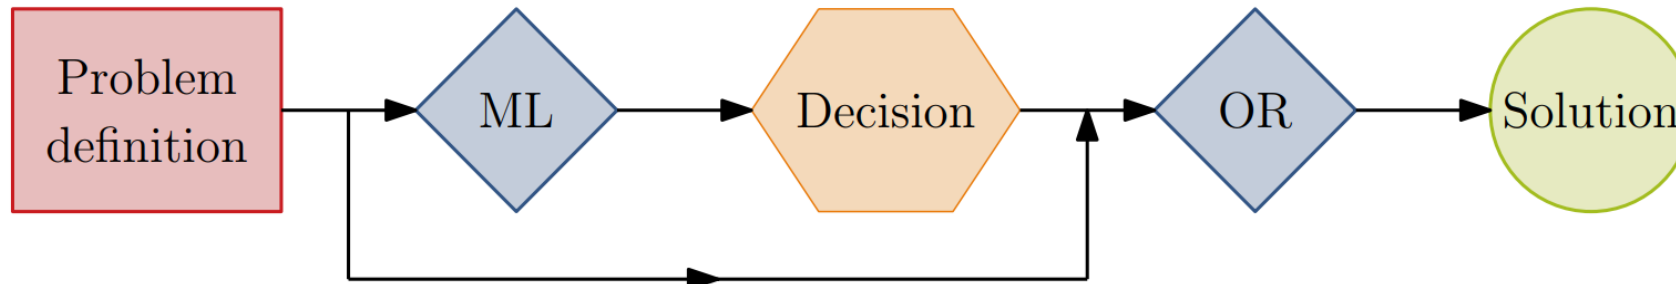 Problem
definition
ML
Decision
OR
Solution